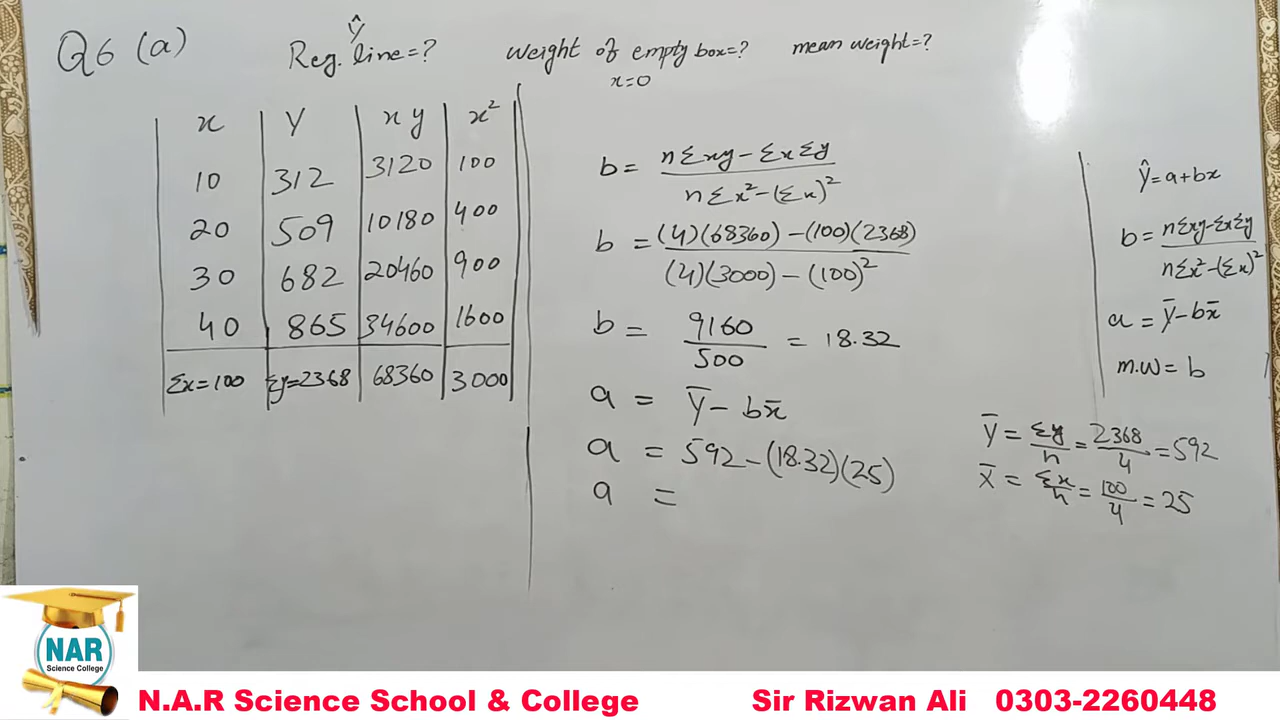 Q6 (a) Reg. line=? Ŷ weight of empty box=? mean weight=?
x=0
x Y xy x²
10 312 3120 100
20 509 10180 400
30 682 20460 900
40 865 34600 1600
Σx=100 Σy=2368 68360 3000
b = nΣxy-ΣxΣy / nΣx²-(Σx)²
b = (4)(68360)-(100)(2368) / (4)(3000)-(100)²
b = 9160 / 500 = 18.32
a = Ȳ-bx̄
a = 592-(18.32)(25)
a =
ŷ=a+bx
b = nΣxy-ΣxΣy / nΣx²-(Σx)²
a = ȳ-bx̄
m.w = b
Ȳ = Σy/n = 2368/4 = 592
X̄ = Σx/n = 100/4 = 25
NAR
Science College
N.A.R Science School & College Sir Rizwan Ali 0303-2260448